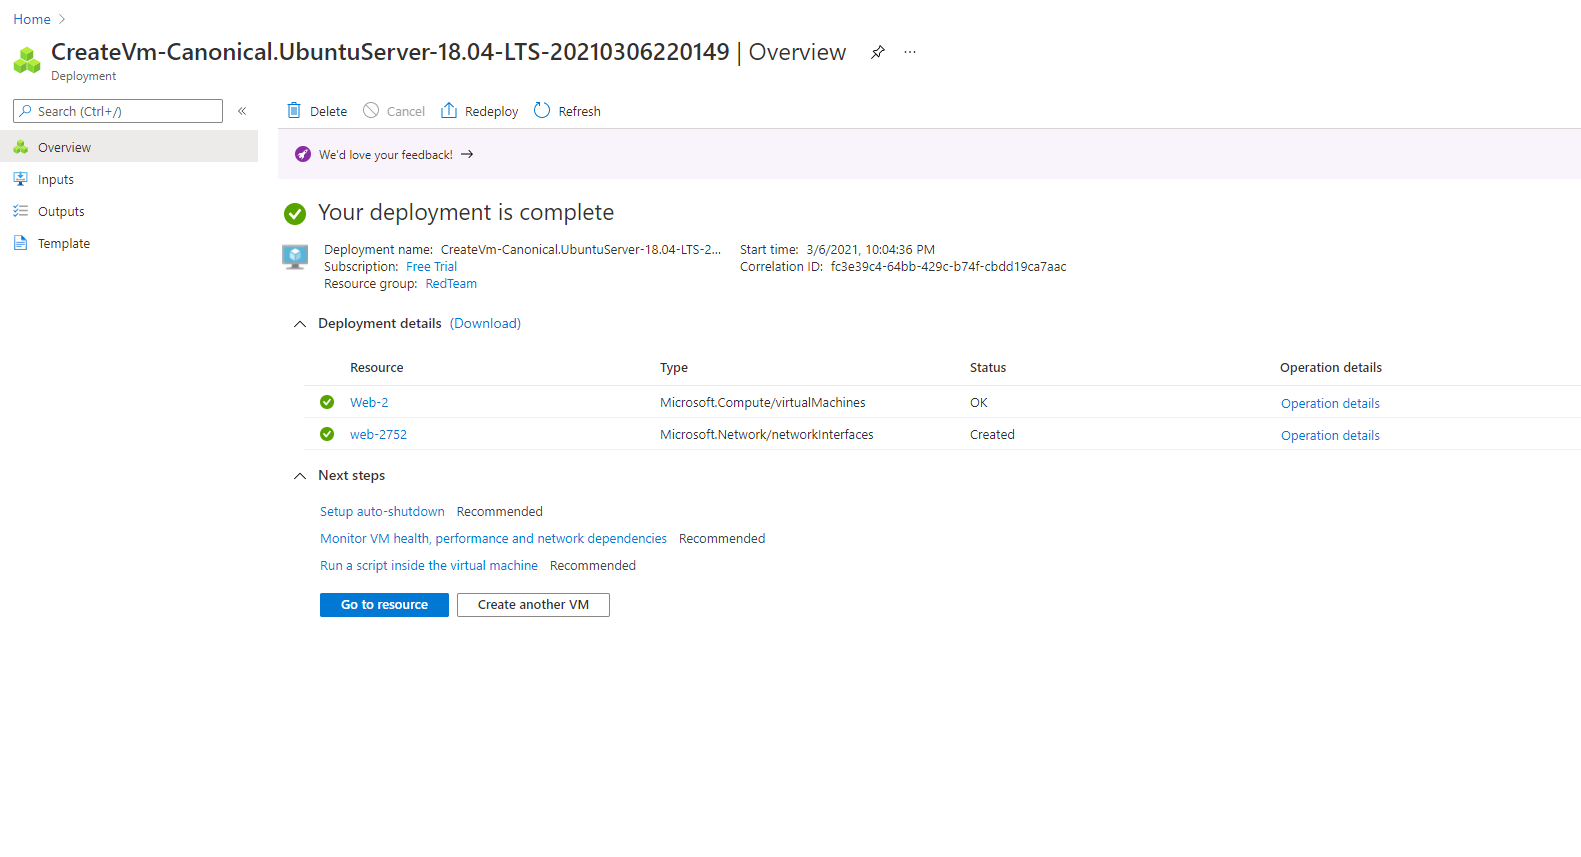 Home
CreateVm-Canonical.UbuntuServer-18.04-LTS-20210306220149 | Overview ...
Deployment
Search (Ctrl+/) «
Overview
Inputs
Outputs
Template
Delete Cancel Redeploy Refresh
We'd love your feedback! →
Your deployment is complete
Deployment name: CreateVm-Canonical.UbuntuServer-18.04-LTS-2...
Subscription: Free Trial
Resource group: RedTeam
Start time: 3/6/2021, 10:04:36 PM
Correlation ID: fc3e39c4-64bb-429c-b74f-cbdd19ca7aac
Deployment details (Download)
Resource Type Status Operation details
Web-2 Microsoft.Compute/virtualMachines OK Operation details
web-2752 Microsoft.Network/networkInterfaces Created Operation details
Next steps
Setup auto-shutdown Recommended
Monitor VM health, performance and network dependencies Recommended
Run a script inside the virtual machine Recommended
Go to resource Create another VM